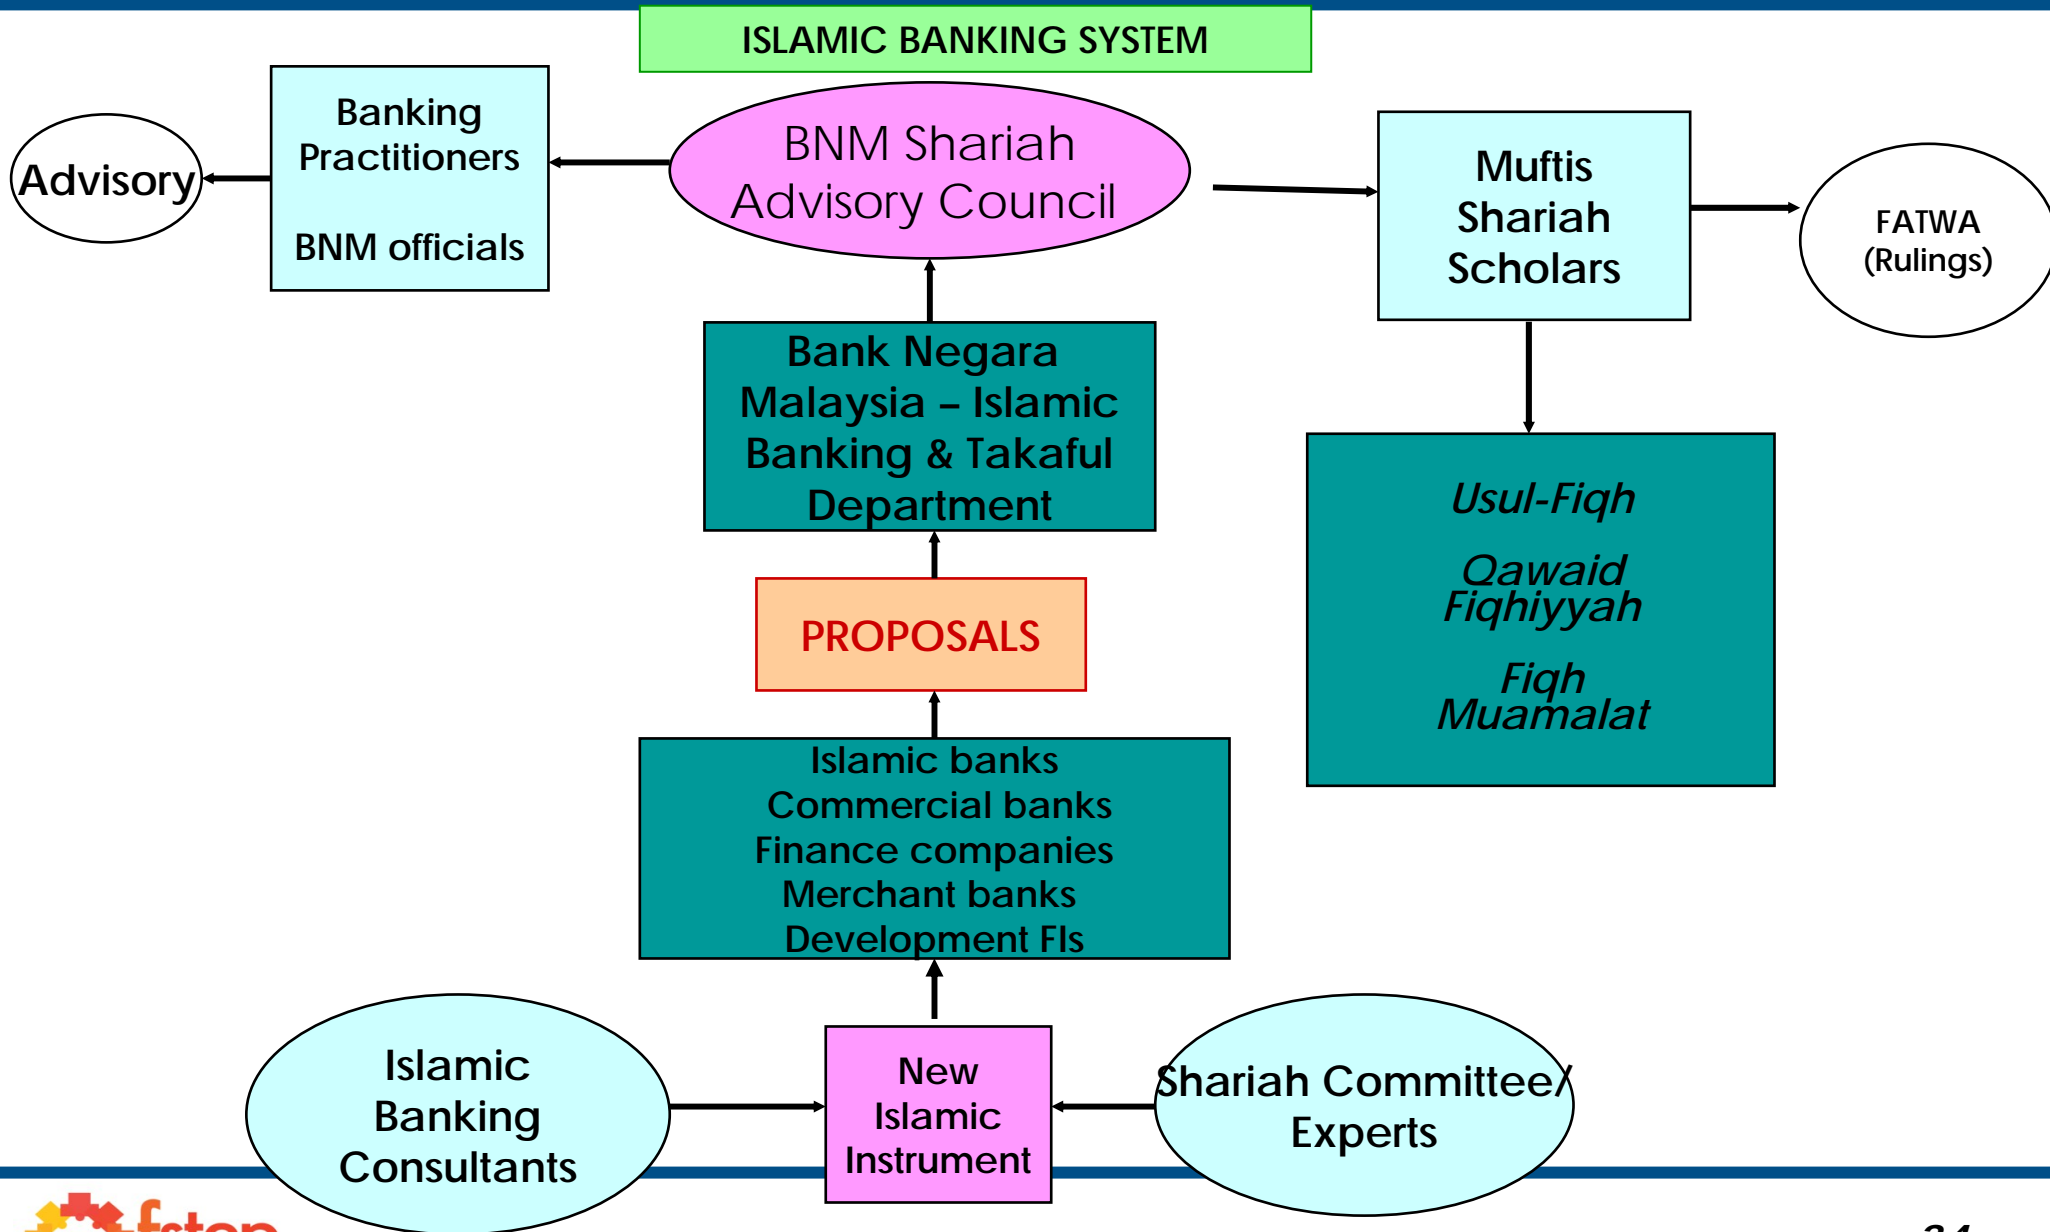 ISLAMIC BANKING SYSTEM
Advisory
Banking
Practitioners
BNM officials
BNM Shariah
Advisory Council
Muftis
Shariah
Scholars
FATWA
(Rulings)
Bank Negara
Malaysia – Islamic
Banking & Takaful
Department
Usul-Fiqh
Qawaid
Fiqhiyyah
Fiqh
Muamalat
PROPOSALS
Islamic banks
Commercial banks
Finance companies
Merchant banks
Development FIs
Islamic
Banking
Consultants
New
Islamic
Instrument
Shariah Committee/
Experts